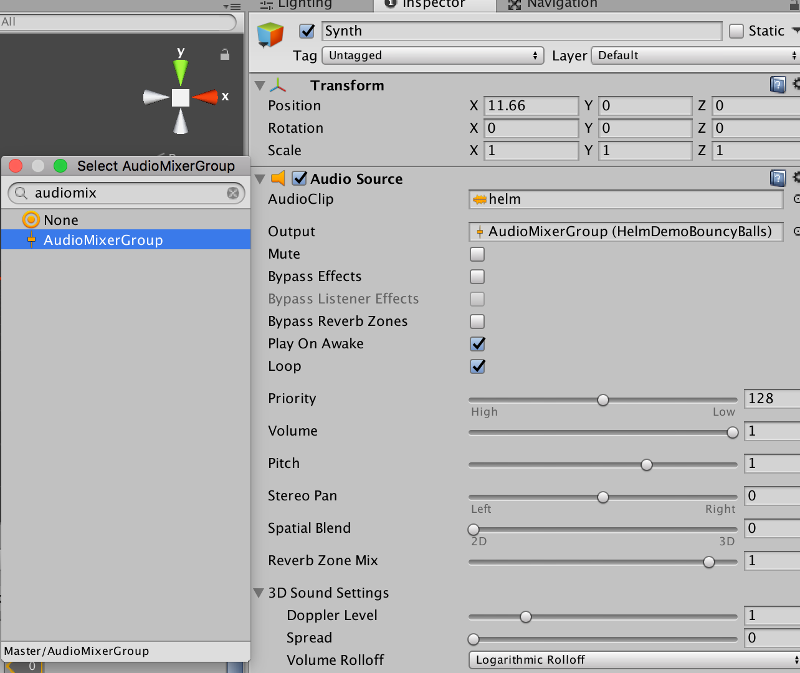 Lighting
Inspector
Navigation
All
y
x
Synth
Static
Tag Untagged
Layer Default
Transform
Position X 11.66 Y 0 Z 0
Rotation X 0 Y 0 Z 0
Scale X 1 Y 1 Z 1
Select AudioMixerGroup
audiomix
None
AudioMixerGroup
Master/AudioMixerGroup
0
Audio Source
AudioClip helm
Output AudioMixerGroup (HelmDemoBouncyBalls)
Mute
Bypass Effects
Bypass Listener Effects
Bypass Reverb Zones
Play On Awake
Loop
Priority 128
High Low
Volume 1
Pitch 1
Stereo Pan 0
Left Right
Spatial Blend 0
2D 3D
Reverb Zone Mix 1
3D Sound Settings
Doppler Level 1
Spread 0
Volume Rolloff Logarithmic Rolloff